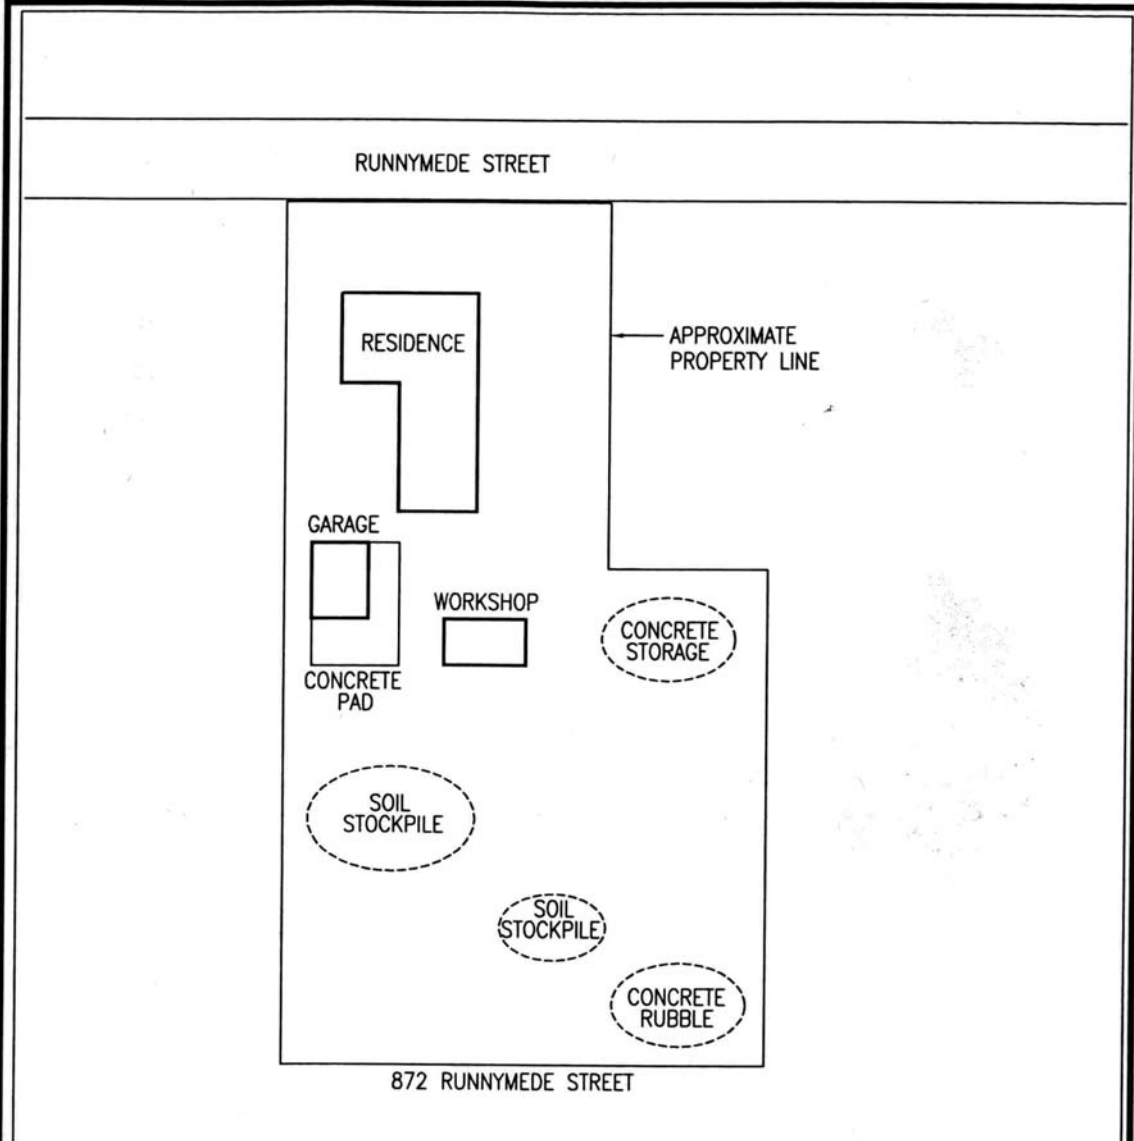 RUNNYMEDE STREET
RESIDENCE
APPROXIMATE
PROPERTY LINE
GARAGE
WORKSHOP
CONCRETE
STORAGE
CONCRETE
PAD
SOIL
STOCKPILE
SOIL
STOCKPILE
CONCRETE
RUBBLE
872 RUNNYMEDE STREET